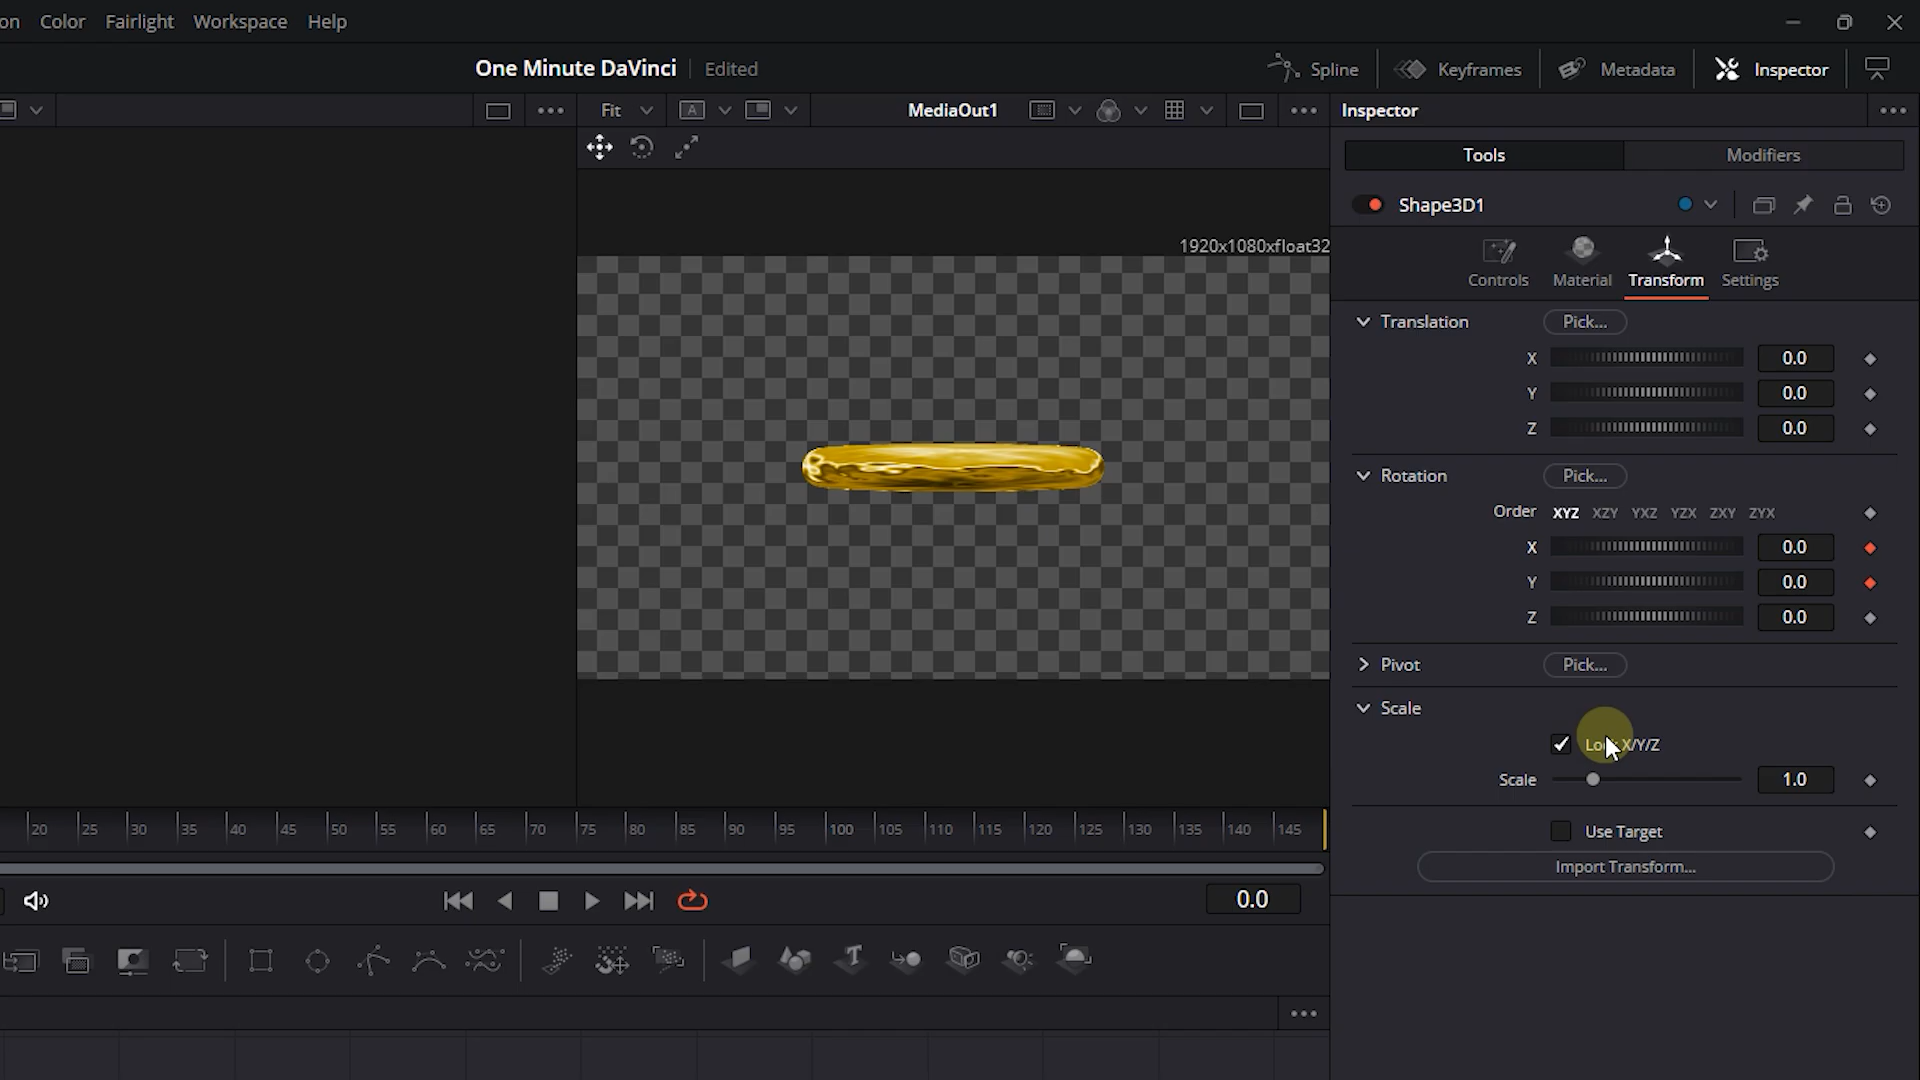 on Color Fairlight Workspace Help
One Minute DaVinci Edited
Spline Keyframes Metadata Inspector
Fit A MediaOut1
Inspector
Tools Modifiers
Shape3D1
1920x1080xfloat32
Controls Material Transform Settings
Translation Pick...
X 0.0
Y 0.0
Z 0.0
Rotation Pick...
Order XYZ XZY YXZ YZX ZXY ZYX
X 0.0
Y 0.0
Z 0.0
Pivot Pick...
Scale
Lock X/Y/Z
Scale 1.0
Use Target
Import Transform...
20 25 30 35 40 45 50 55 60 65 70 75 80 85 90 95 100 105 110 115 120 125 130 135 140 145
0.0
T